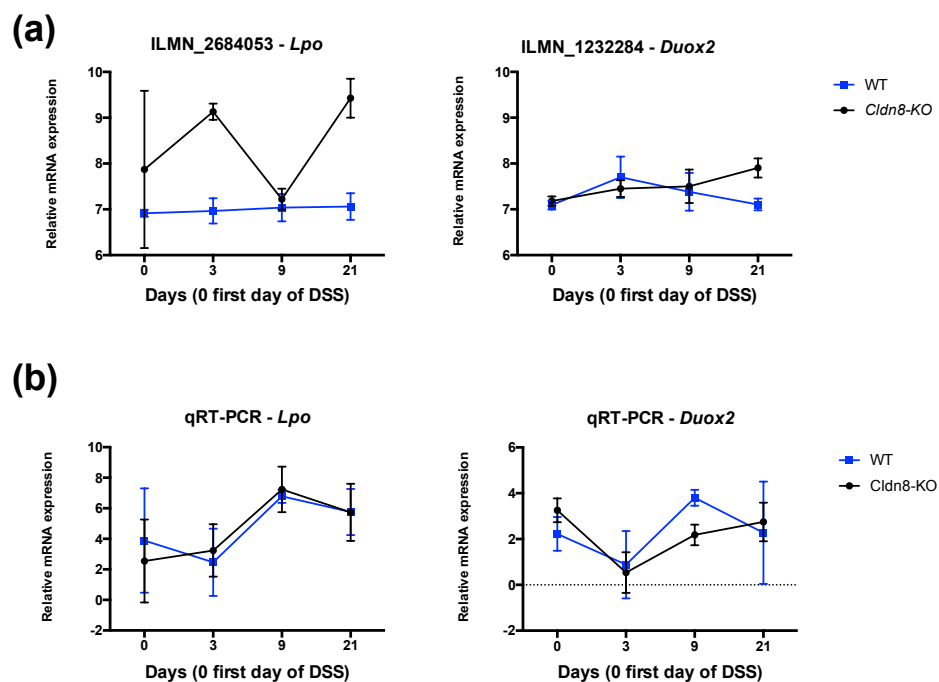 (a)
ILMN_2684053 - Lpo
Relative mRNA expression
10
9
8
7
6
0 3 9 21
Days (0 first day of DSS)
ILMN_1232284 - Duox2
Relative mRNA expression
10
9
8
7
6
0 3 9 21
Days (0 first day of DSS)
WT
Cldn8-KO
(b)
qRT-PCR - Lpo
Relative mRNA expression
10
8
6
4
2
0
-2
0 3 9 21
Days (0 first day of DSS)
qRT-PCR - Duox2
Relative mRNA expression
6
4
2
0
-2
0 3 9 21
Days (0 first day of DSS)
WT
Cldn8-KO